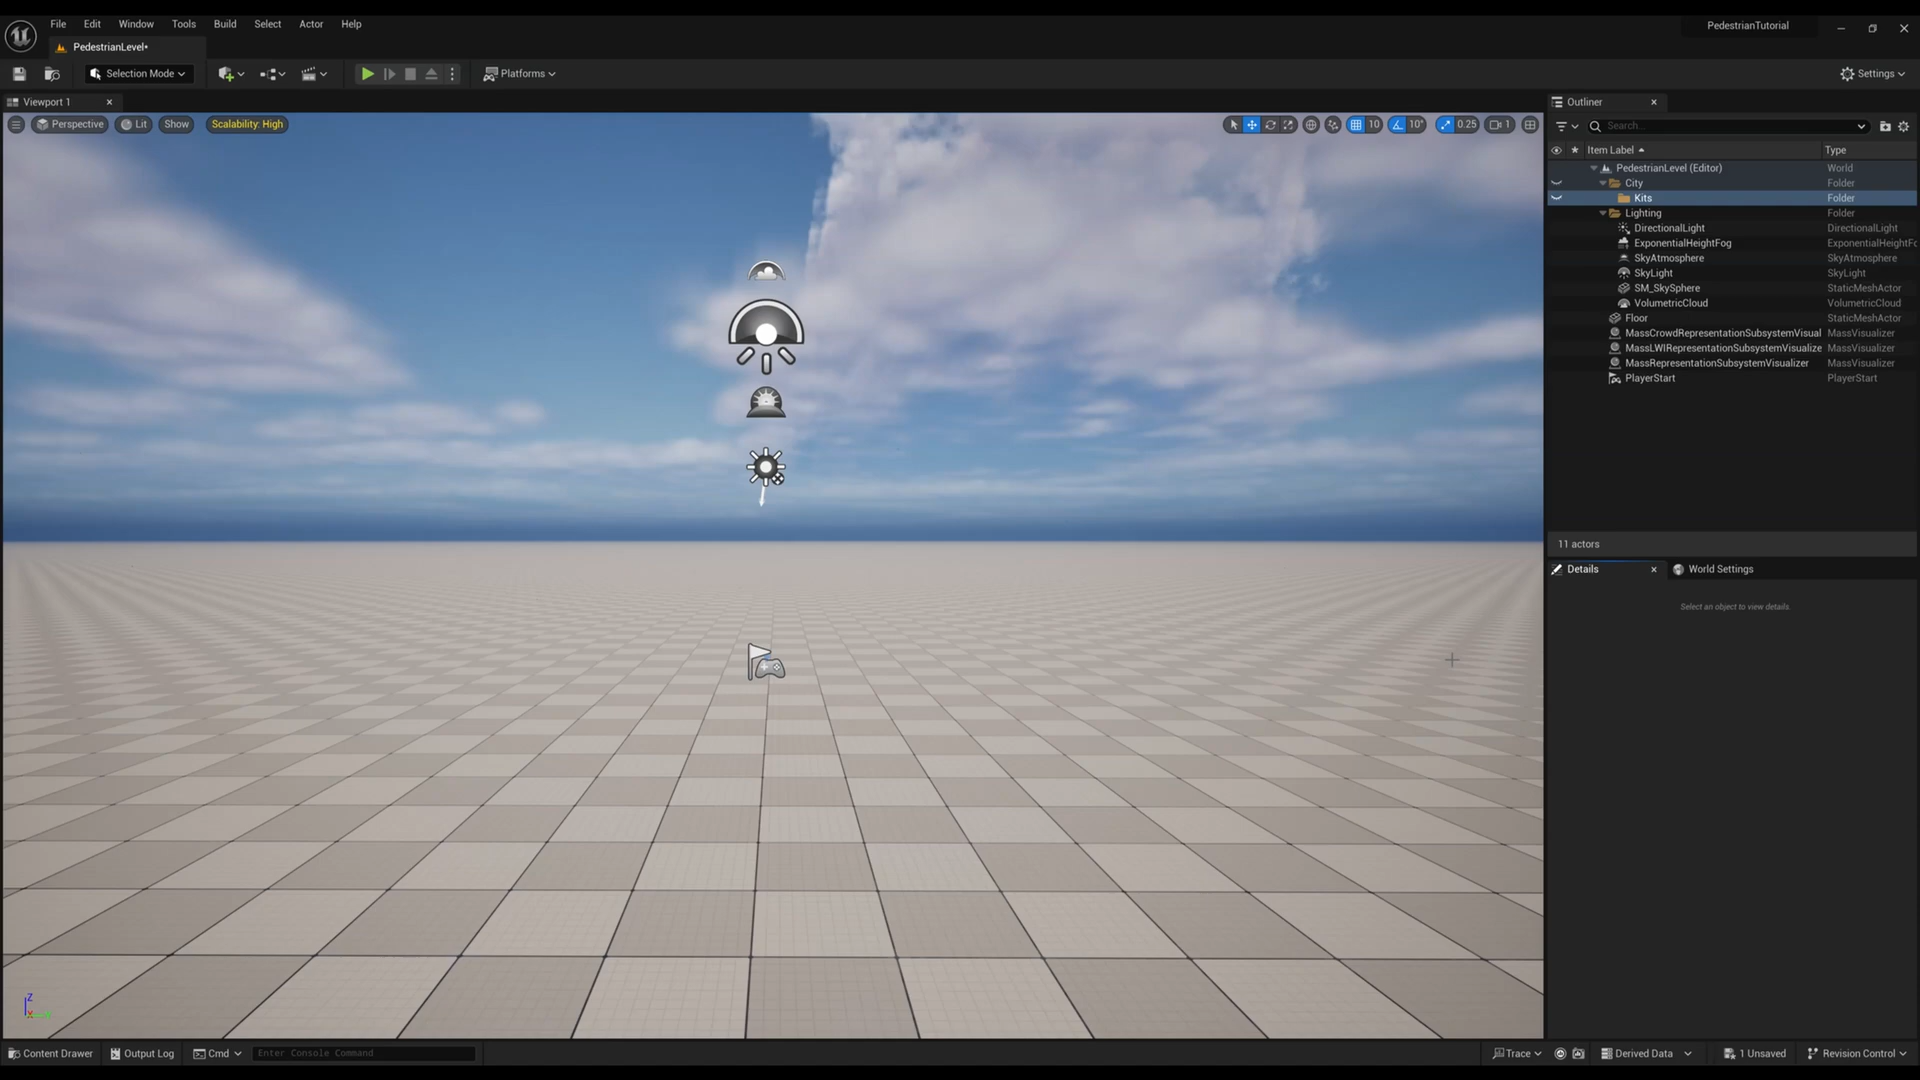 File Edit Window Tools Build Select Actor Help
PedestrianTutorial
PedestrianLevel*
Selection Mode
Platforms
Settings
Viewport 1
Outliner
Perspective
Lit
Show
Scalability: High
10
10°
0.25
1
Search...
Item Label
Type
PedestrianLevel (Editor) World
City Folder
Kits Folder
Lighting Folder
DirectionalLight DirectionalLight
ExponentialHeightFog ExponentialHeightFo
SkyAtmosphere SkyAtmosphere
SkyLight SkyLight
SM_SkySphere StaticMeshActor
VolumetricCloud VolumetricCloud
Floor StaticMeshActor
MassCrowdRepresentationSubsystemVisual MassVisualizer
MassLWIRepresentationSubsystemVisualize MassVisualizer
MassRepresentationSubsystemVisualizer MassVisualizer
PlayerStart PlayerStart
11 actors
Details
World Settings
Select an object to view details
Z
Content Drawer
Output Log
Cmd
Enter Console Command
Trace
Derived Data
1 Unsaved
Revision Control